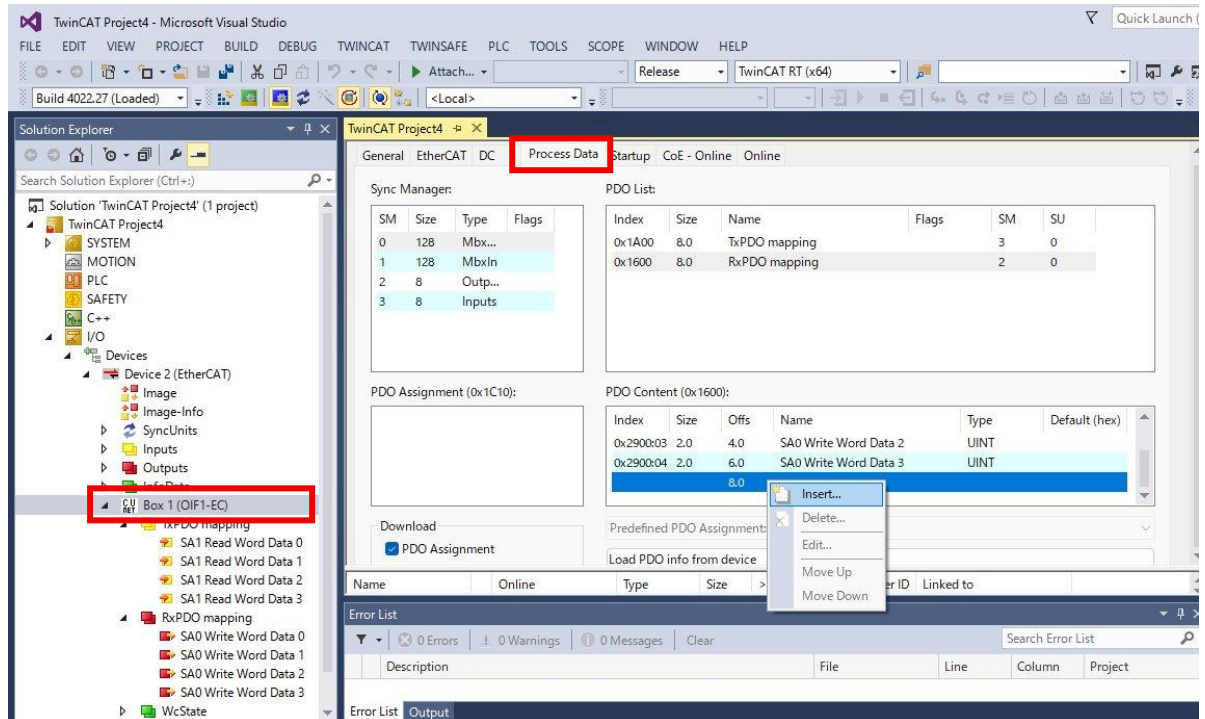 TwinCAT Project4 - Microsoft Visual Studio
Quick Launch (
FILE EDIT VIEW PROJECT BUILD DEBUG TWINCAT TWINSAFE PLC TOOLS SCOPE WINDOW HELP
Attach... Release TwinCAT RT (x64)
Build 4022.27 (Loaded) <Local>
Solution Explorer
Search Solution Explorer (Ctrl+:)
Solution 'TwinCAT Project4' (1 project)
TwinCAT Project4
SYSTEM
MOTION
PLC
SAFETY
C++
I/O
Devices
Device 2 (EtherCAT)
Image
Image-Info
SyncUnits
Inputs
Outputs
InfoData
CU NET Box 1 (OIF1-EC)
TxPDO mapping
SA1 Read Word Data 0
SA1 Read Word Data 1
SA1 Read Word Data 2
SA1 Read Word Data 3
RxPDO mapping
SA0 Write Word Data 0
SA0 Write Word Data 1
SA0 Write Word Data 2
SA0 Write Word Data 3
WcState
TwinCAT Project4
General EtherCAT DC Process Data Startup CoE - Online Online
Sync Manager:
SM Size Type Flags
0 128 Mbx...
1 128 MbxIn
2 8 Outp...
3 8 Inputs
PDO List:
Index Size Name Flags SM SU
0x1A00 8.0 TxPDO mapping 3 0
0x1600 8.0 RxPDO mapping 2 0
PDO Assignment (0x1C10):
PDO Content (0x1600):
Index Size Offs Name Type Default (hex)
0x2900:03 2.0 4.0 SA0 Write Word Data 2 UINT
0x2900:04 2.0 6.0 SA0 Write Word Data 3 UINT
8.0
Insert...
Delete...
Edit...
Move Up
Move Down
Download
PDO Assignment
Predefined PDO Assignment:
Load PDO info from device
Name Online Type Size > er ID Linked to
Error List
0 Errors 0 Warnings 0 Messages Clear Search Error List
Description File Line Column Project
Error List Output